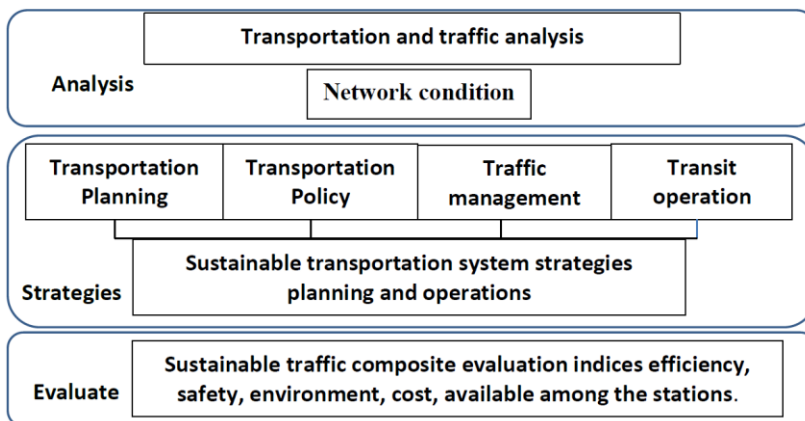 Transportation and traffic analysis
Analysis
Network condition
Transportation
Planning
Transportation
Policy
Traffic
management
Transit
operation
Sustainable transportation system strategies
planning and operations
Strategies
Sustainable traffic composite evaluation indices efficiency,
safety, environment, cost, available among the stations.
Evaluate